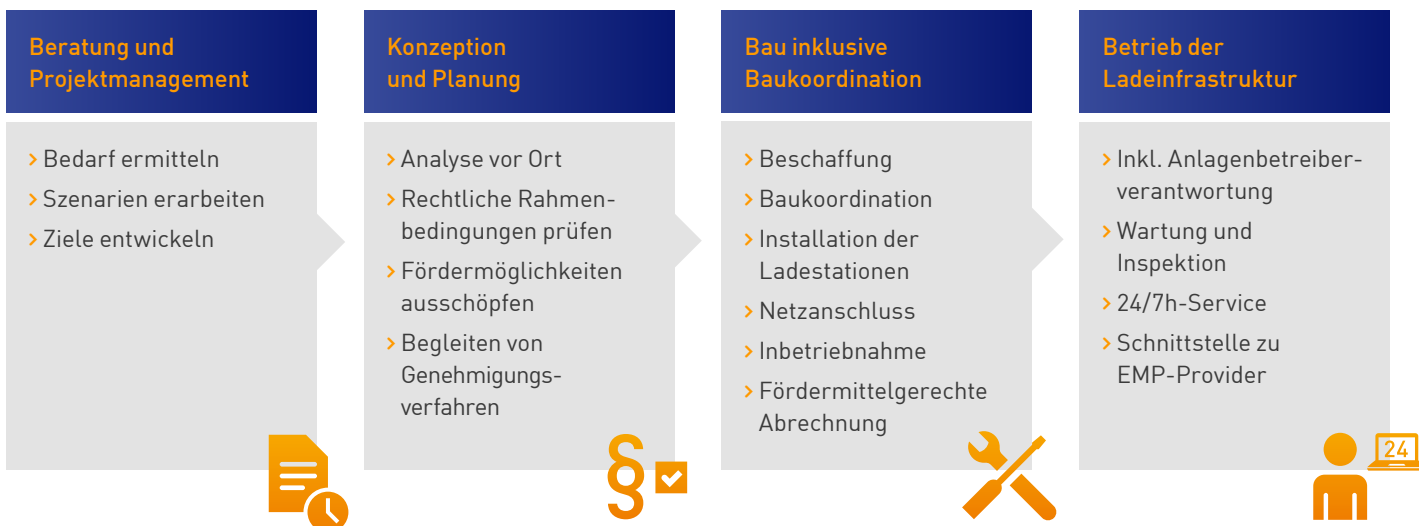 Beratung und
Projektmanagement
> Bedarf ermitteln
> Szenarien erarbeiten
> Ziele entwickeln
Konzeption
und Planung
> Analyse vor Ort
> Rechtliche Rahmen-
bedingungen prüfen
> Fördermöglichkeiten
ausschöpfen
> Begleiten von
Genehmigungs-
verfahren
§
Bau inklusive
Baukoordination
> Beschaffung
> Baukoordination
> Installation der
Ladestationen
> Netzanschluss
> Inbetriebnahme
> Fördermittelgerechte
Abrechnung
Betrieb der
Ladeinfrastruktur
> Inkl. Anlagenbetreiber-
verantwortung
> Wartung und
Inspektion
> 24/7h-Service
> Schnittstelle zu
EMP-Provider
24